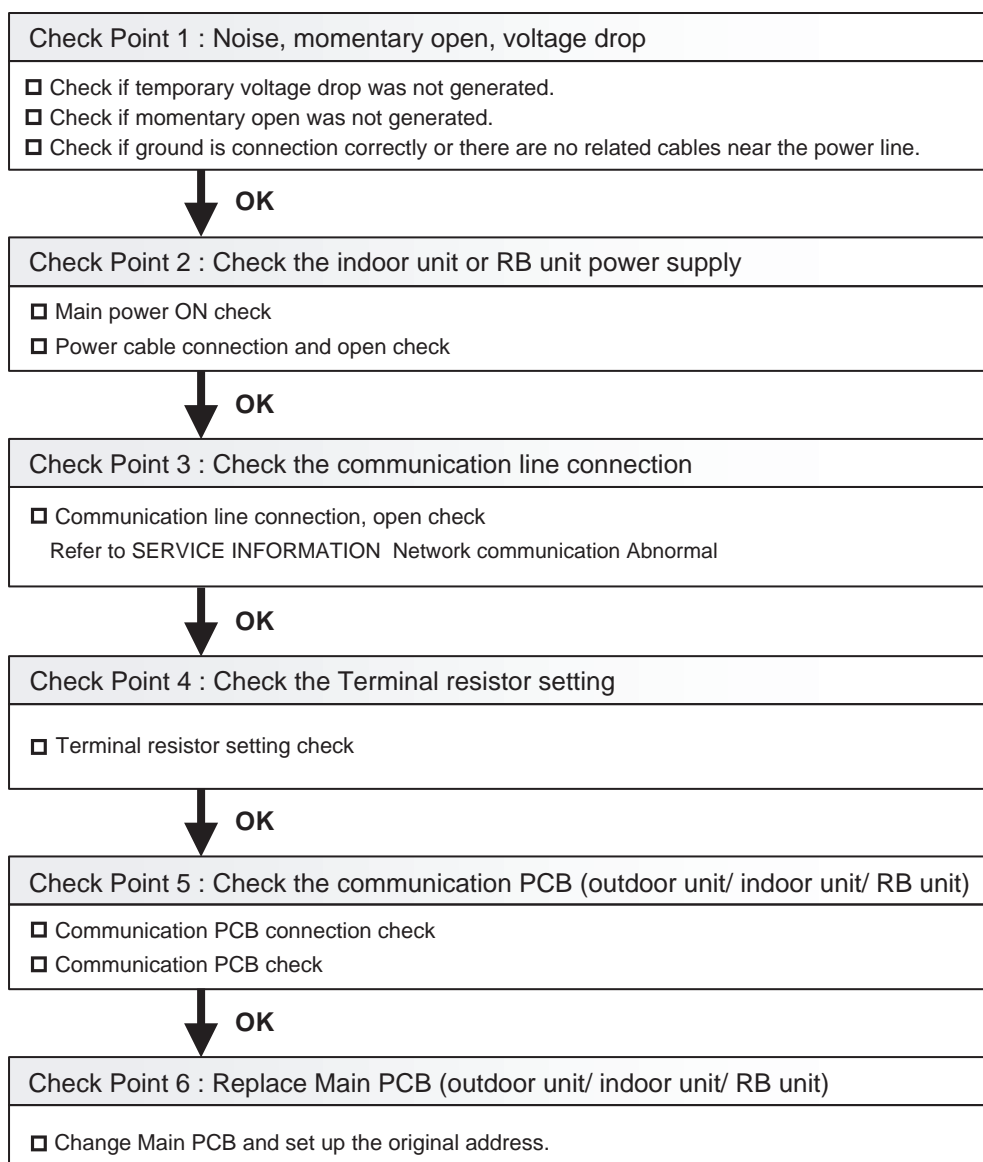 Check Point 1 : Noise, momentary open, voltage drop
Check if temporary voltage drop was not generated.
Check if momentary open was not generated.
Check if ground is connection correctly or there are no related cables near the power line.
OK
Check Point 2 : Check the indoor unit or RB unit power supply
Main power ON check
Power cable connection and open check
OK
Check Point 3 : Check the communication line connection
Communication line connection, open check
Refer to SERVICE INFORMATION  Network communication Abnormal
OK
Check Point 4 : Check the Terminal resistor setting
Terminal resistor setting check
OK
Check Point 5 : Check the communication PCB (outdoor unit/ indoor unit/ RB unit)
Communication PCB connection check
Communication PCB check
OK
Check Point 6 : Replace Main PCB (outdoor unit/ indoor unit/ RB unit)
Change Main PCB and set up the original address.